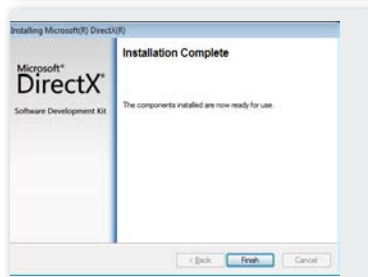 Installing Microsoft(R) DirectX(R)
Installation Complete
Microsoft®
DirectX®
Software Development Kit
The components installed are now ready for use.
< Back
Finish
Cancel